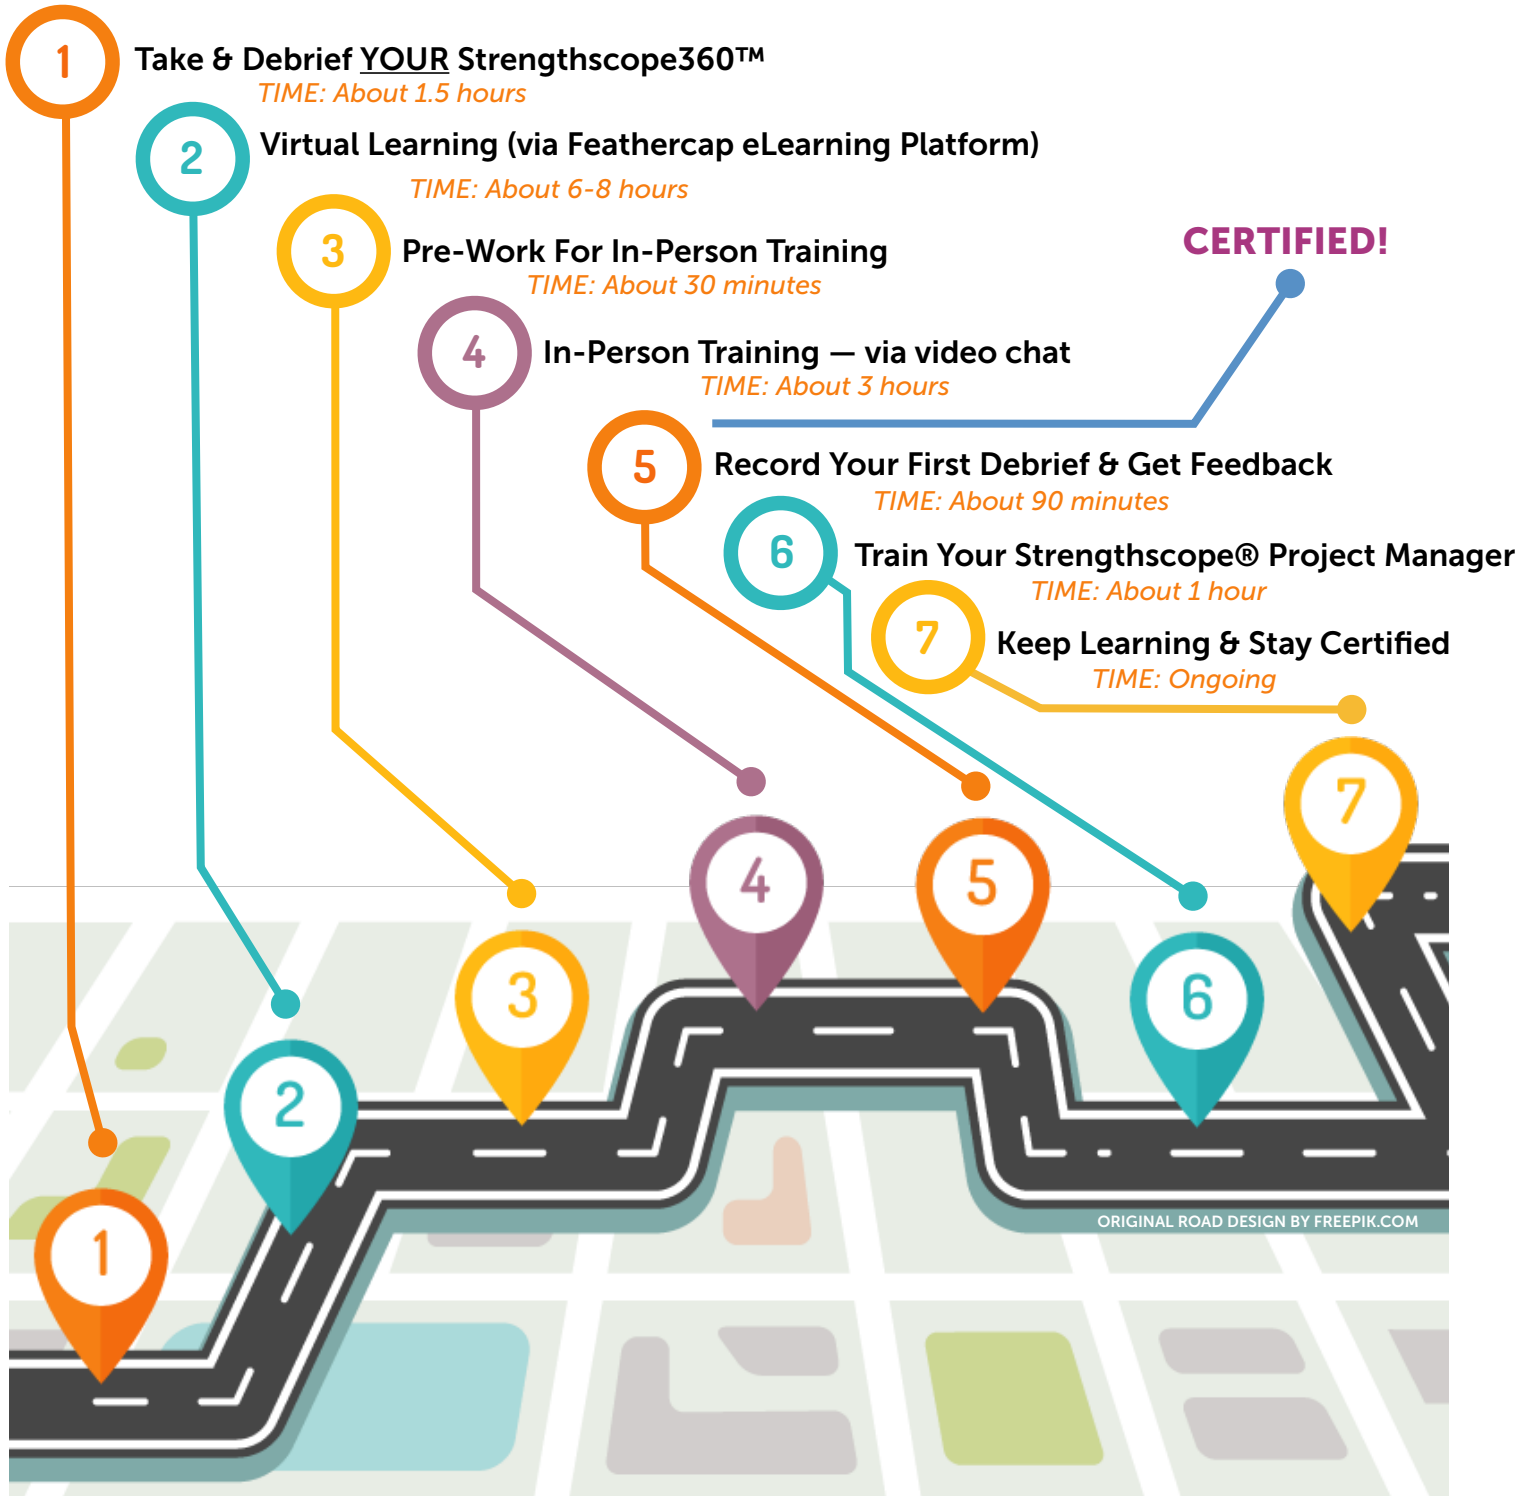 1
Take & Debrief YOUR Strengthscope360™
TIME: About 1.5 hours
2
Virtual Learning (via Feathercap eLearning Platform)
TIME: About 6-8 hours
3
Pre-Work For In-Person Training
TIME: About 30 minutes
CERTIFIED!
4
In-Person Training — via video chat
TIME: About 3 hours
5
Record Your First Debrief & Get Feedback
TIME: About 90 minutes
6
Train Your Strengthscope® Project Manager
TIME: About 1 hour
7
Keep Learning & Stay Certified
TIME: Ongoing
7
4
5
3
6
2
1
ORIGINAL ROAD DESIGN BY FREEPIK.COM